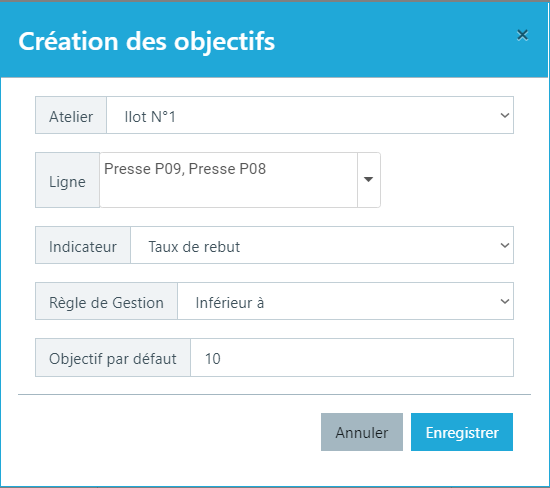 Création des objectifs
×
Atelier Ilot N°1
Ligne Presse P09, Presse P08
Indicateur Taux de rebut
Règle de Gestion Inférieur à
Objectif par défaut 10
Annuler Enregistrer